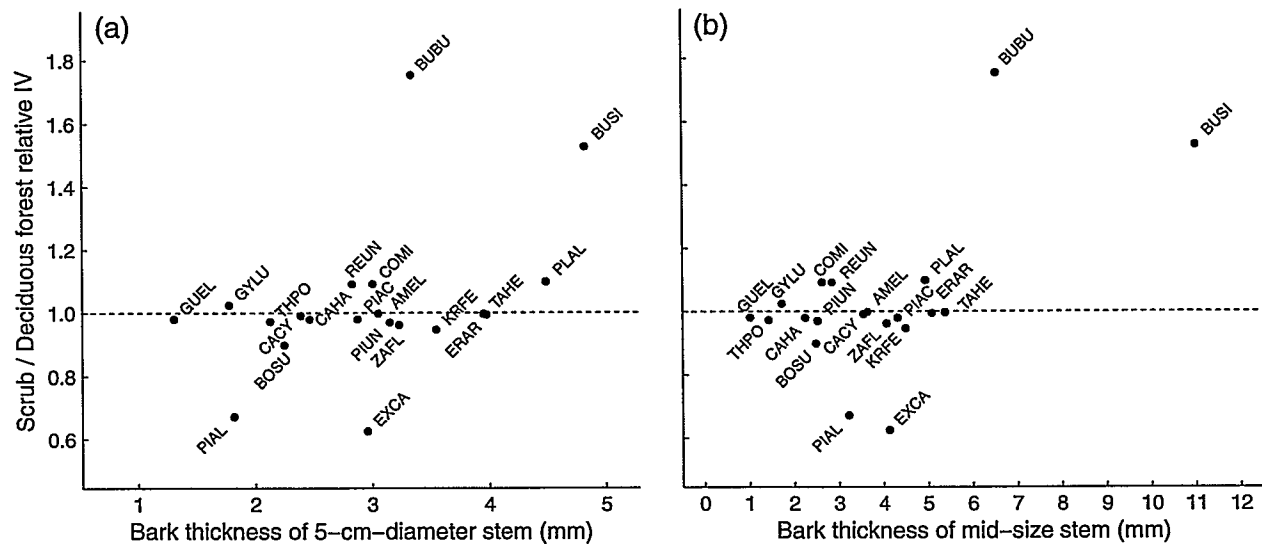 (a)
Scrub / Deciduous forest relative IV
1.8
1.6
1.4
1.2
1.0
0.8
0.6
BUBU
BUSI
GUEL
GYLU
THPO
CACY
BOSU
CAHA
REUN
COMI
PIAC
AMEL
PIUN
ZAFL
KRFE
ERAR
TAHE
PLAL
PIAL
EXCA
1 2 3 4 5
Bark thickness of 5-cm-diameter stem (mm)
(b)
BUBU
BUSI
GUEL
GYLU
COMI
REUN
THPO
CAHA
PIUN
BOSU
CACY
AMEL
ZAFL
PIAC
KRFE
PLAL
ERAR
TAHE
PIAL
EXCA
0 1 2 3 4 5 6 7 8 9 10 11 12
Bark thickness of mid-size stem (mm)